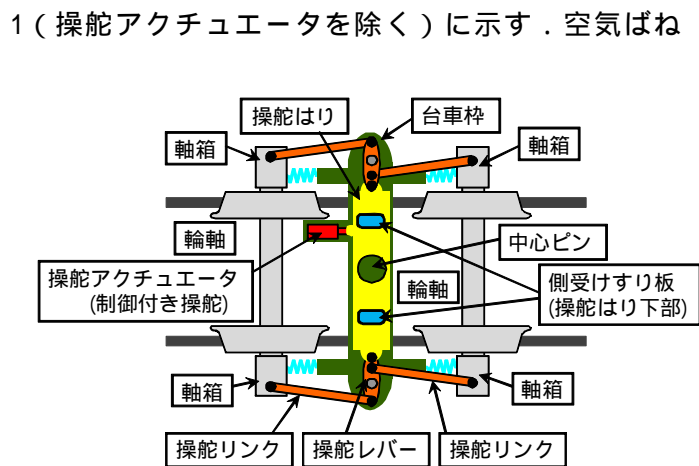 1(操舵アクチュエータを除く)に示す．空気ばね
操舵はり
台車枠
軸箱
軸箱
輪軸
中心ピン
操舵アクチュエータ
(制御付き操舵)
輪軸
側受けすり板
(操舵はり下部)
軸箱
軸箱
操舵リンク
操舵レバー
操舵リンク